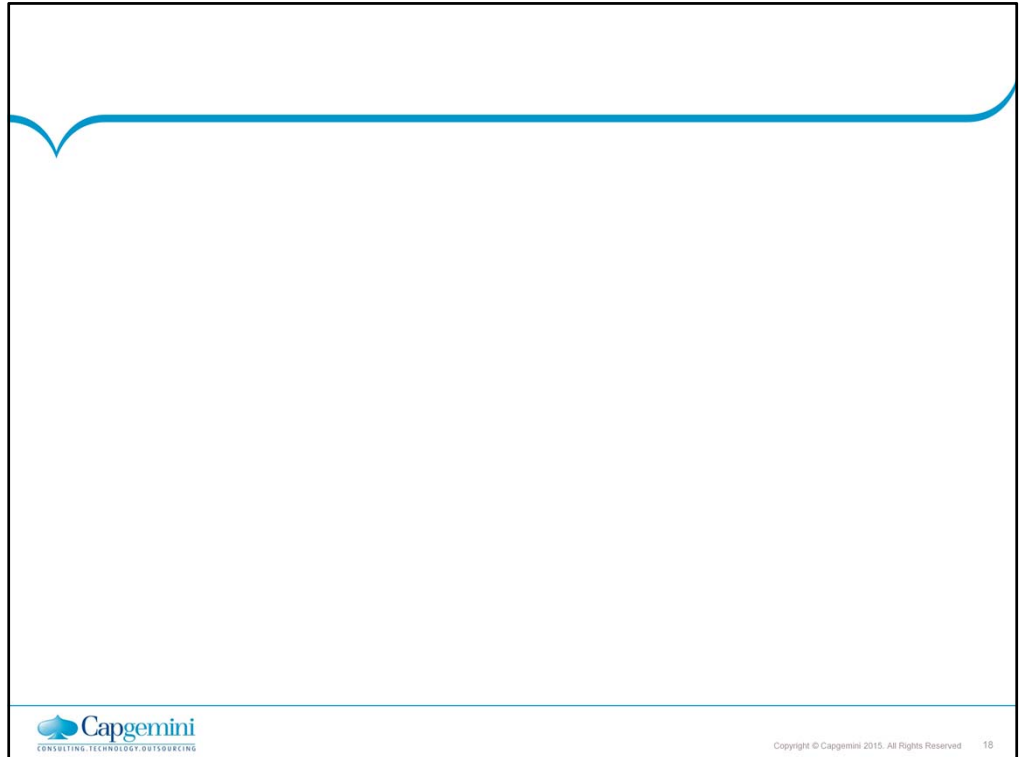 Capgemini
CONSULTING.TECHNOLOGY.OUTSOURCING
Copyright © Capgemini 2015. All Rights Reserved 18